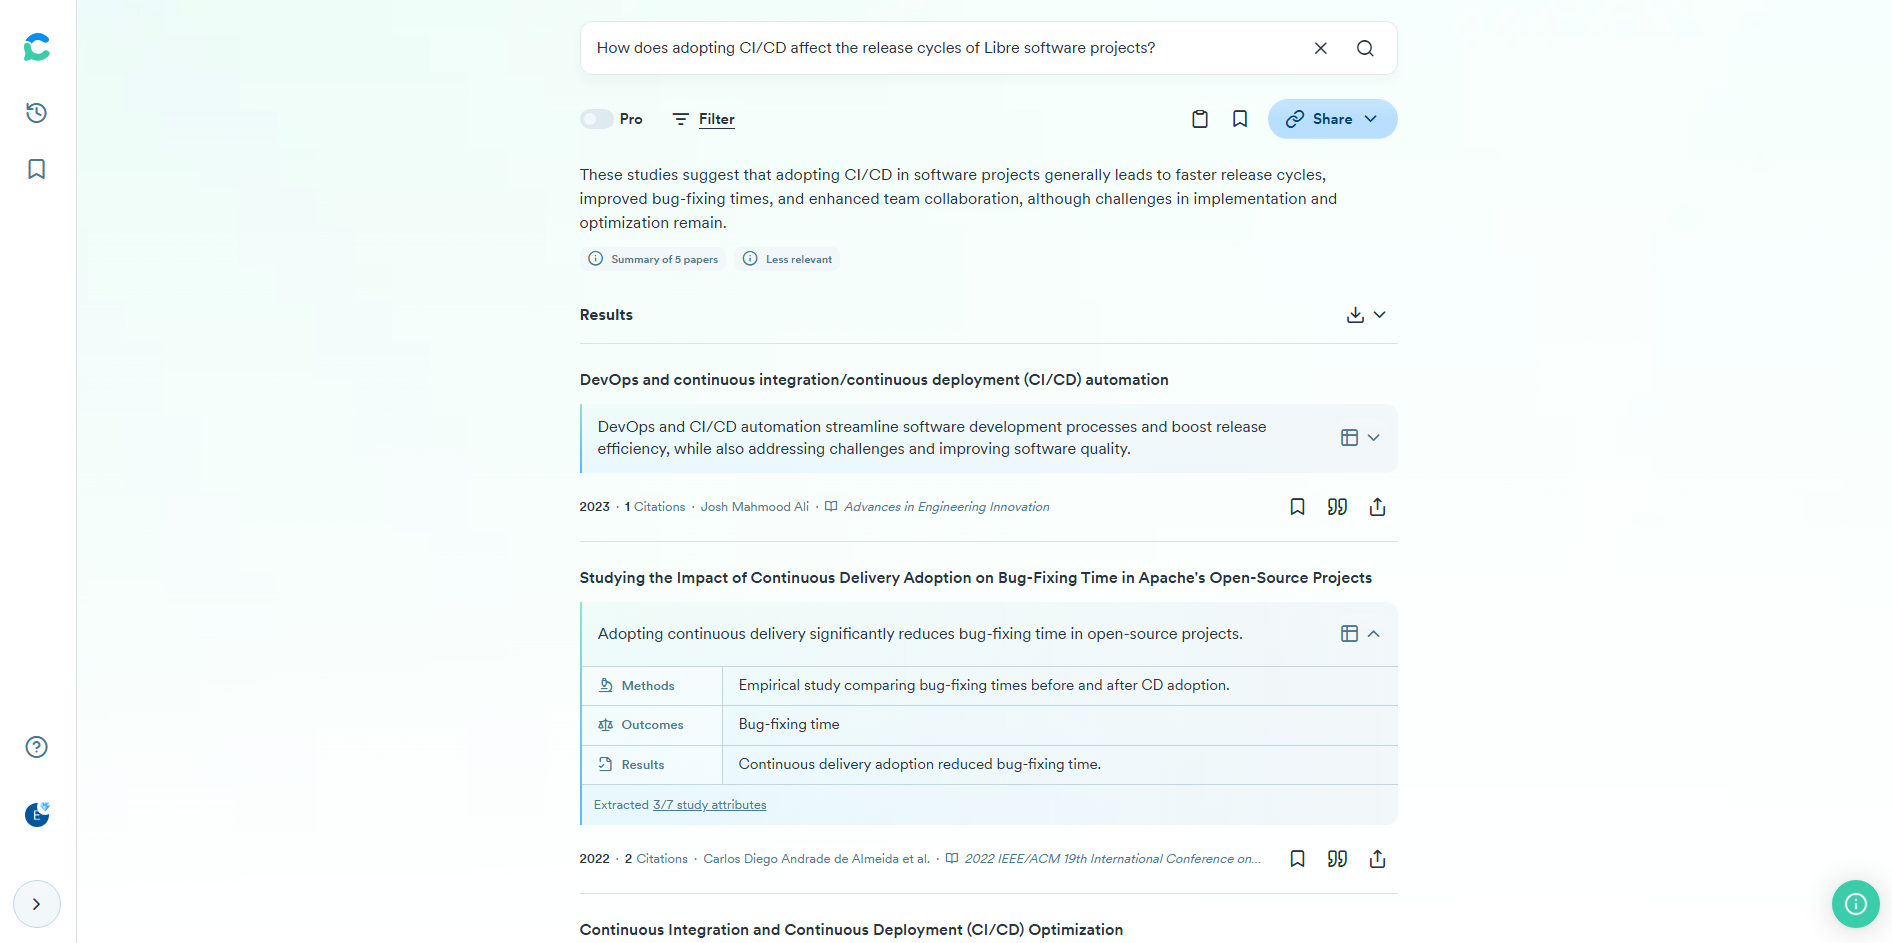 How does adopting CI/CD affect the release cycles of Libre software projects?
Pro
Filter
Share
These studies suggest that adopting CI/CD in software projects generally leads to faster release cycles,
improved bug-fixing times, and enhanced team collaboration, although challenges in implementation and
optimization remain.
Summary of 5 papers
Less relevant
Results
DevOps and continuous integration/continuous deployment (CI/CD) automation
DevOps and CI/CD automation streamline software development processes and boost release
efficiency, while also addressing challenges and improving software quality.
2023 · 1 Citations · Josh Mahmood Ali · Advances in Engineering Innovation
Studying the Impact of Continuous Delivery Adoption on Bug-Fixing Time in Apache's Open-Source Projects
Adopting continuous delivery significantly reduces bug-fixing time in open-source projects.
Methods
Empirical study comparing bug-fixing times before and after CD adoption.
Outcomes
Bug-fixing time
Results
Continuous delivery adoption reduced bug-fixing time.
Extracted 3/7 study attributes
2022 · 2 Citations · Carlos Diego Andrade de Almeida et al. · 2022 IEEE/ACM 19th International Conference on...
E
Continuous Integration and Continuous Deployment (CI/CD) Optimization